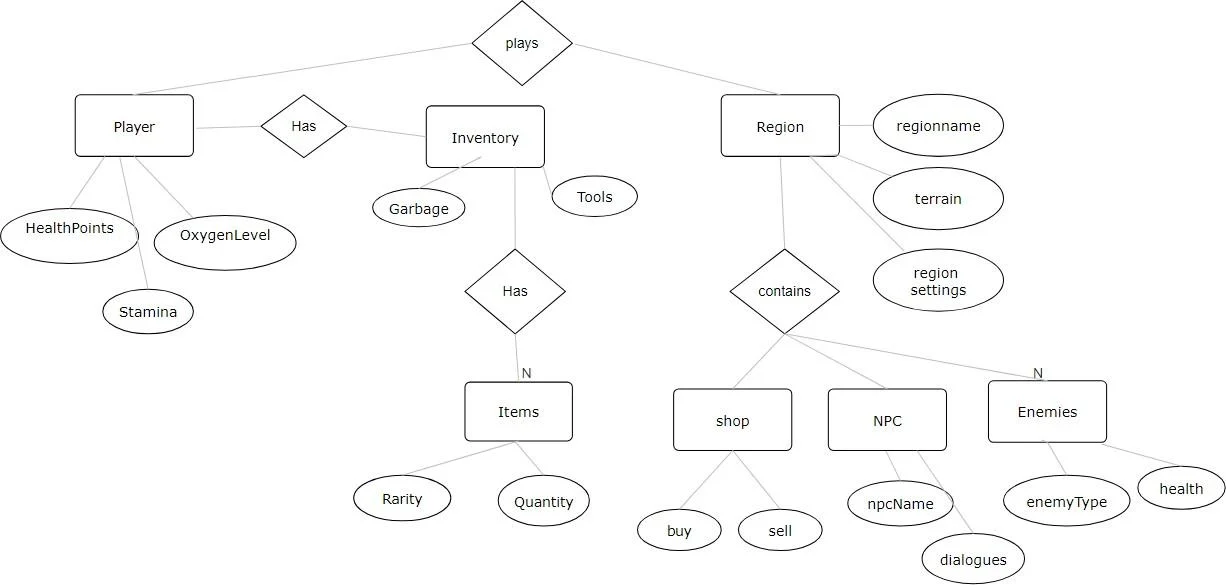 plays
Player
Has
Inventory
Region
regionname
Garbage
Tools
terrain
HealthPoints
OxygenLevel
region
settings
Stamina
Has
contains
N
N
Items
shop
NPC
Enemies
Rarity
Quantity
npcName
enemyType
health
buy
sell
dialogues